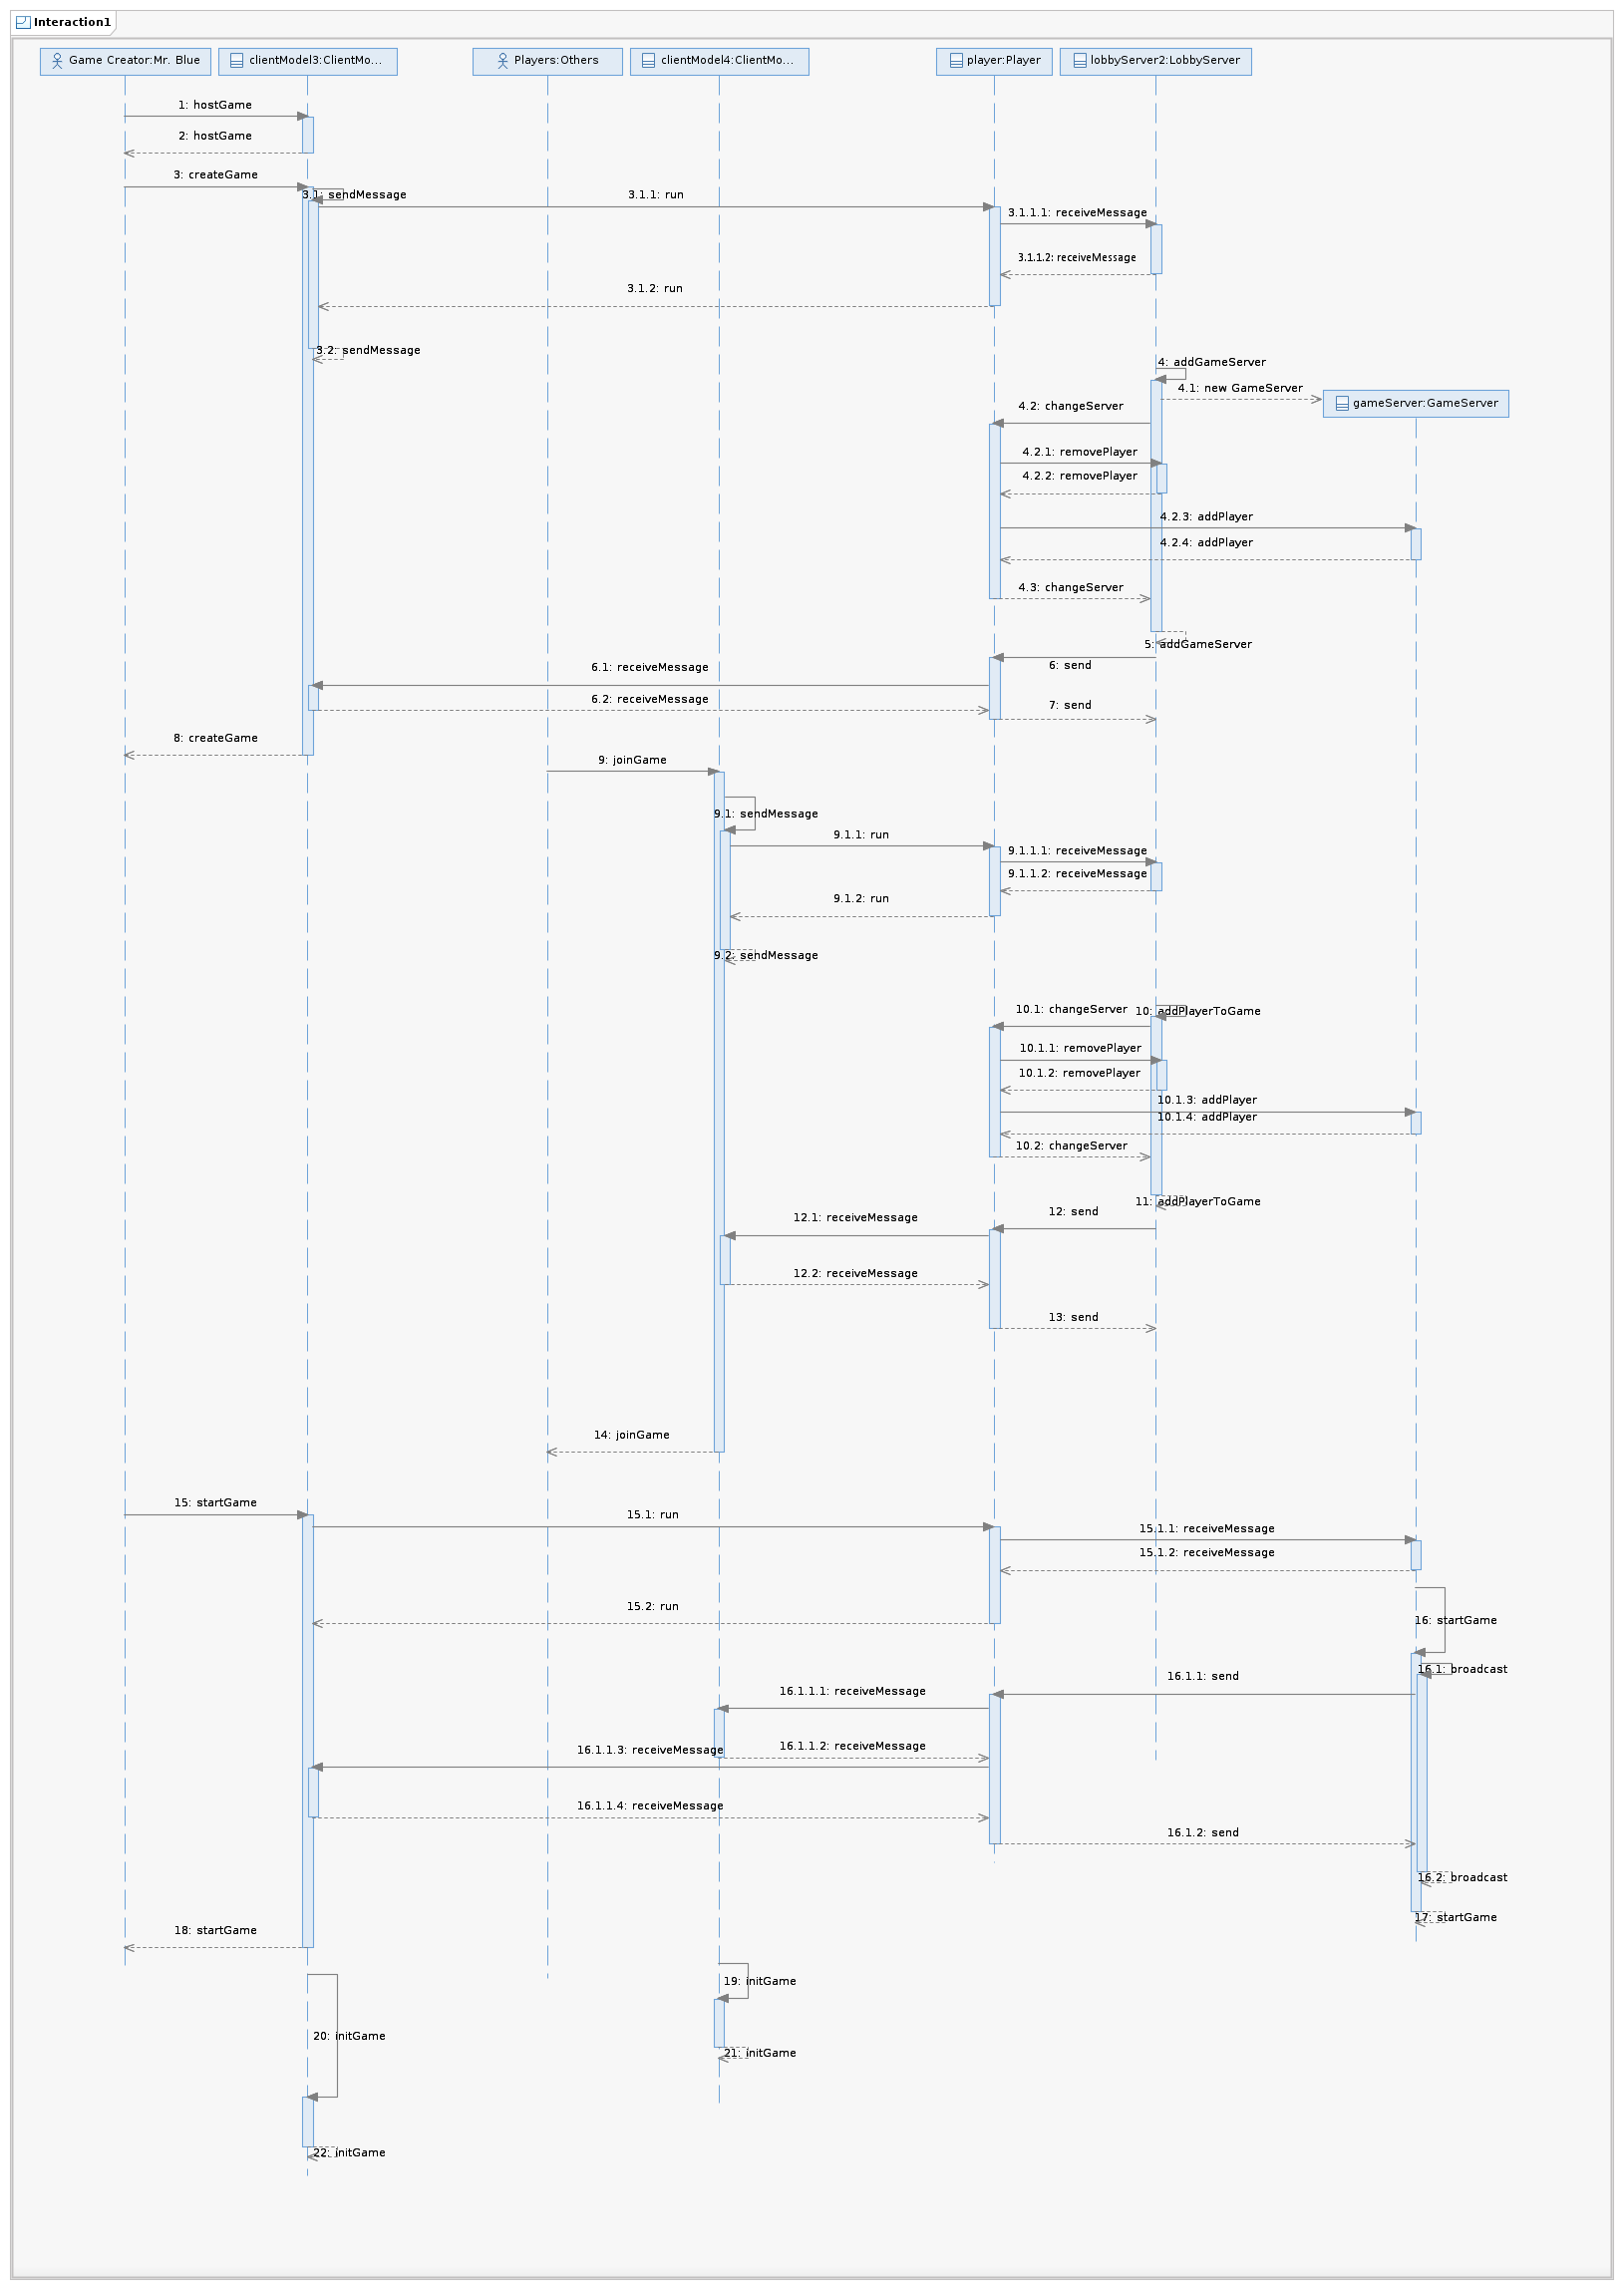 Interaction1
Game Creator:Mr. Blue
clientModel3:ClientMo...
Players:Others
clientModel4:ClientMo...
player:Player
lobbyServer2:LobbyServer
1: hostGame
2: hostGame
3: createGame
3.1: sendMessage
3.1.1: run
3.1.1.1: receiveMessage
3.1.1.2: receiveMessage
3.1.2: run
3.2: sendMessage
4: addGameServer
4.1: new GameServer
gameServer:GameServer
4.2: changeServer
4.2.1: removePlayer
4.2.2: removePlayer
4.2.3: addPlayer
4.2.4: addPlayer
4.3: changeServer
5: addGameServer
6: send
6.1: receiveMessage
6.2: receiveMessage
7: send
8: createGame
9: joinGame
9.1: sendMessage
9.1.1: run
9.1.1.1: receiveMessage
9.1.1.2: receiveMessage
9.1.2: run
9.2: sendMessage
10.1: changeServer
10: addPlayerToGame
10.1.1: removePlayer
10.1.2: removePlayer
10.1.3: addPlayer
10.1.4: addPlayer
10.2: changeServer
11: addPlayerToGame
12: send
12.1: receiveMessage
12.2: receiveMessage
13: send
14: joinGame
15: startGame
15.1: run
15.1.1: receiveMessage
15.1.2: receiveMessage
15.2: run
16: startGame
16.1: broadcast
16.1.1: send
16.1.1.1: receiveMessage
16.1.1.2: receiveMessage
16.1.1.3: receiveMessage
16.1.1.4: receiveMessage
16.1.2: send
16.2: broadcast
17: startGame
18: startGame
19: initGame
20: initGame
21: initGame
22: initGame